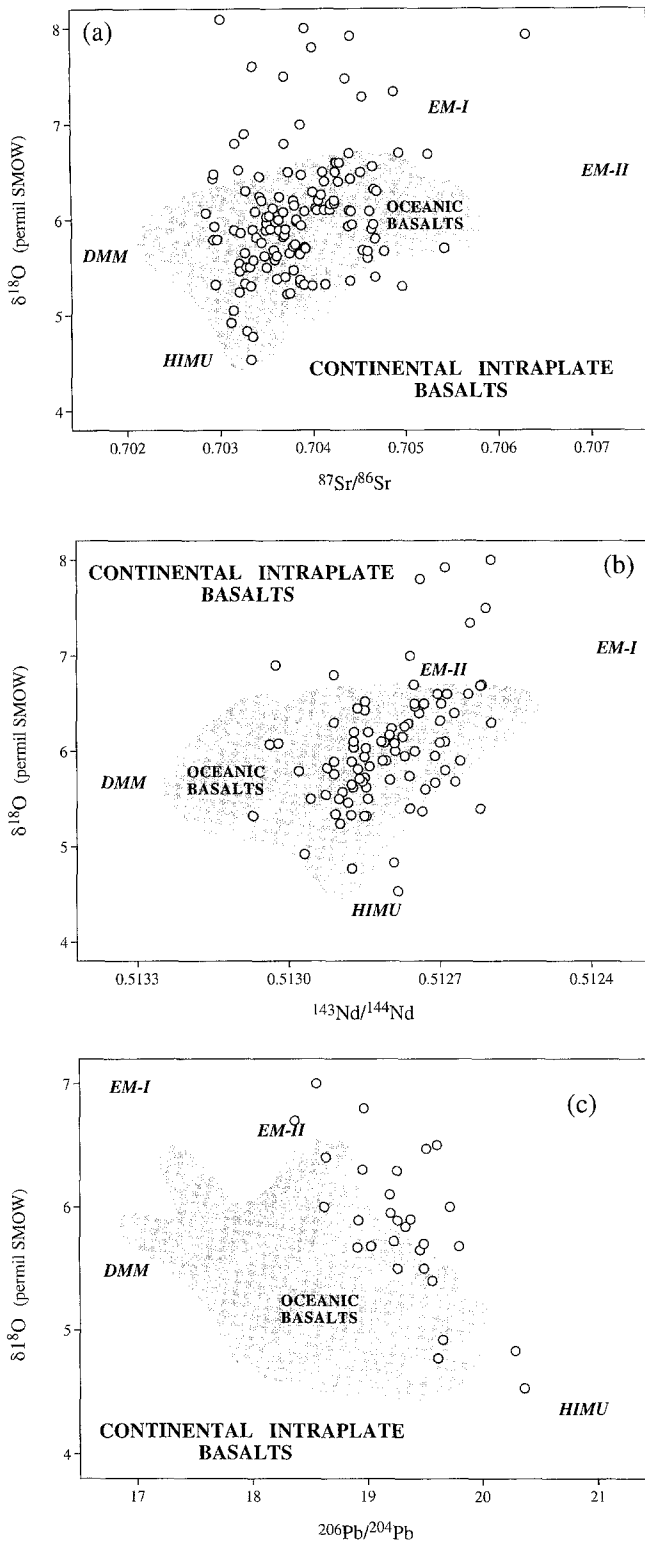 (a)
8
7
6
5
4
δ18O (permil SMOW)
EM-I
EM-II
OCEANIC
BASALTS
DMM
HIMU
CONTINENTAL INTRAPLATE
BASALTS
0.702 0.703 0.704 0.705 0.706 0.707
87Sr/86Sr
(b)
CONTINENTAL INTRAPLATE
BASALTS
8
7
6
5
4
δ18O (permil SMOW)
EM-I
EM-II
DMM
OCEANIC
BASALTS
HIMU
0.5133 0.5130 0.5127 0.5124
143Nd/144Nd
(c)
7
6
5
4
δ18O (permil SMOW)
EM-I
EM-II
DMM
OCEANIC
BASALTS
HIMU
CONTINENTAL INTRAPLATE
BASALTS
17 18 19 20 21
206Pb/204Pb